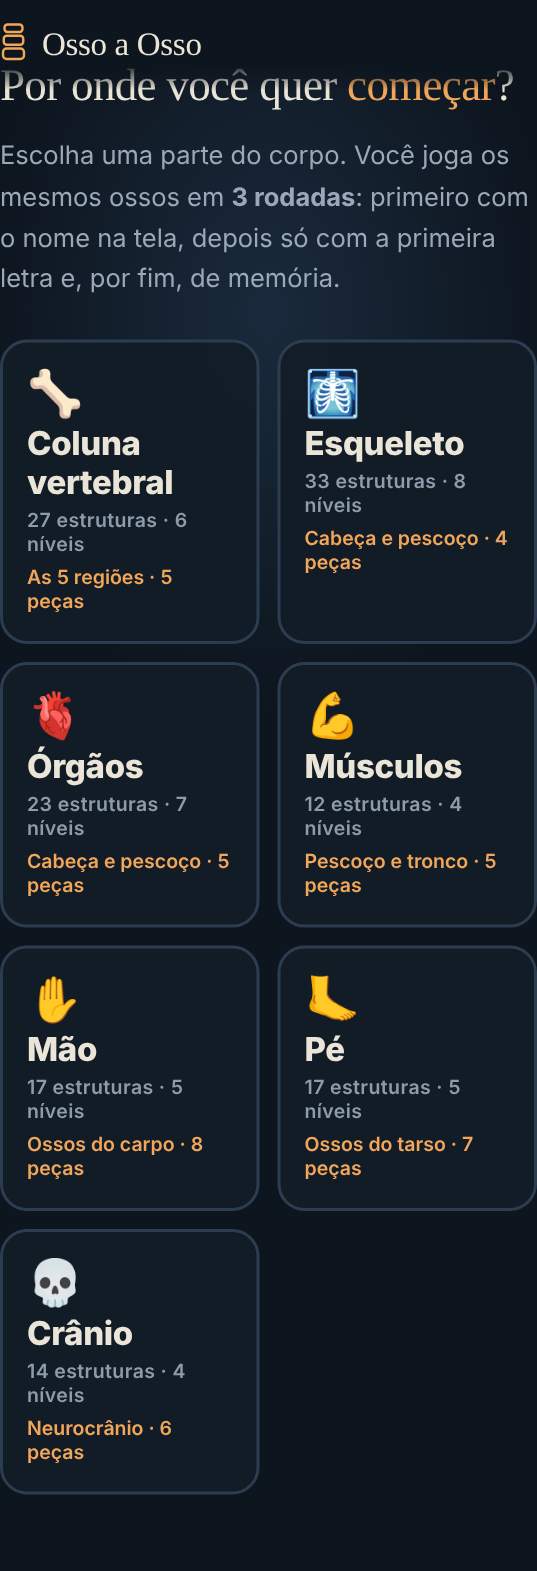 Osso a Osso
Por onde você quer começar?
Escolha uma parte do corpo. Você joga os
mesmos ossos em 3 rodadas: primeiro com
o nome na tela, depois só com a primeira
letra e, por fim, de memória.
Coluna
vertebral
27 estruturas · 6
níveis
As 5 regiões · 5
peças
Esqueleto
33 estruturas · 8
níveis
Cabeça e pescoço · 4
peças
Órgãos
23 estruturas · 7
níveis
Cabeça e pescoço · 5
peças
Músculos
12 estruturas · 4
níveis
Pescoço e tronco · 5
peças
Mão
17 estruturas · 5
níveis
Ossos do carpo · 8
peças
Pé
17 estruturas · 5
níveis
Ossos do tarso · 7
peças
Crânio
14 estruturas · 4
níveis
Neurocrânio · 6
peças